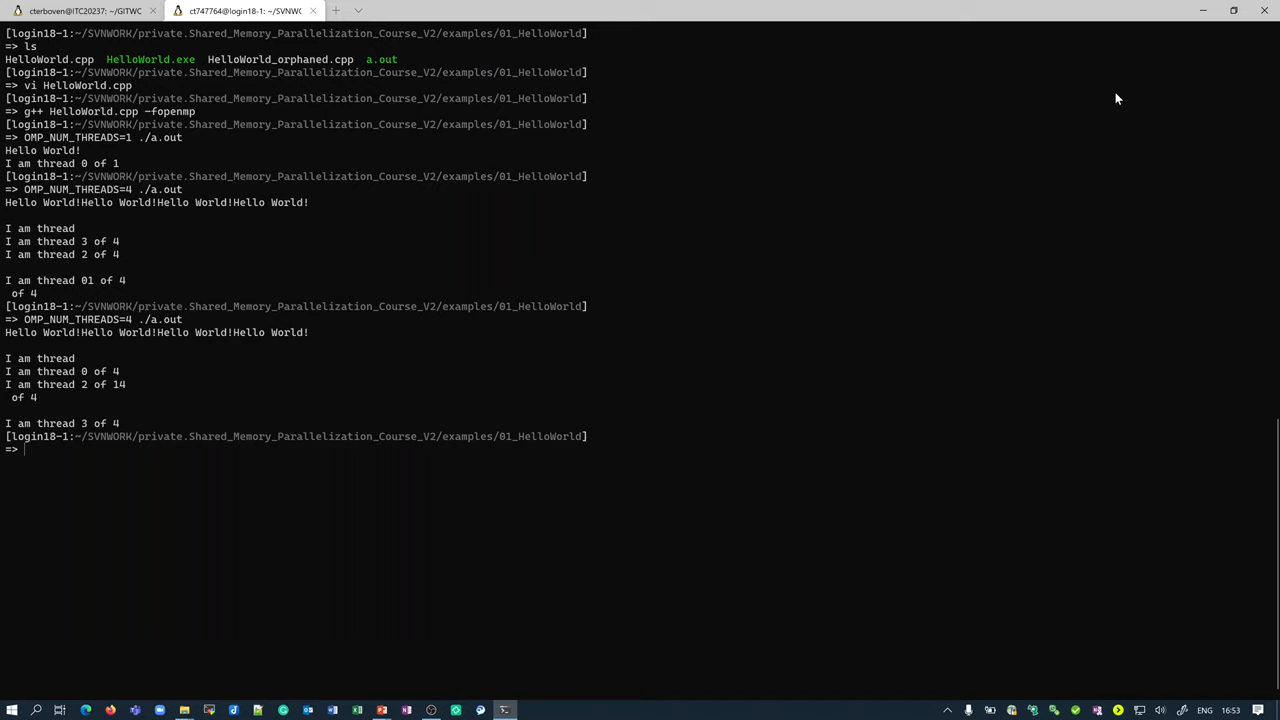 cterboven@ITC20237: ~/GITWC
ct747764@login18-1: ~/SVNWC
[login18-1:~/SVNWORK/private.Shared_Memory_Parallelization_Course_V2/examples/01_HelloWorld]
=> ls
HelloWorld.cpp  HelloWorld.exe  HelloWorld_orphaned.cpp  a.out
[login18-1:~/SVNWORK/private.Shared_Memory_Parallelization_Course_V2/examples/01_HelloWorld]
=> vi HelloWorld.cpp
[login18-1:~/SVNWORK/private.Shared_Memory_Parallelization_Course_V2/examples/01_HelloWorld]
=> g++ HelloWorld.cpp -fopenmp
[login18-1:~/SVNWORK/private.Shared_Memory_Parallelization_Course_V2/examples/01_HelloWorld]
=> OMP_NUM_THREADS=1 ./a.out
Hello World!
I am thread 0 of 1
[login18-1:~/SVNWORK/private.Shared_Memory_Parallelization_Course_V2/examples/01_HelloWorld]
=> OMP_NUM_THREADS=4 ./a.out
Hello World!Hello World!Hello World!Hello World!
I am thread
I am thread 3 of 4
I am thread 2 of 4
I am thread 01 of 4
of 4
[login18-1:~/SVNWORK/private.Shared_Memory_Parallelization_Course_V2/examples/01_HelloWorld]
=> OMP_NUM_THREADS=4 ./a.out
Hello World!Hello World!Hello World!Hello World!
I am thread
I am thread 0 of 4
I am thread 2 of 14
of 4
I am thread 3 of 4
[login18-1:~/SVNWORK/private.Shared_Memory_Parallelization_Course_V2/examples/01_HelloWorld]
=>
ENG 16:53